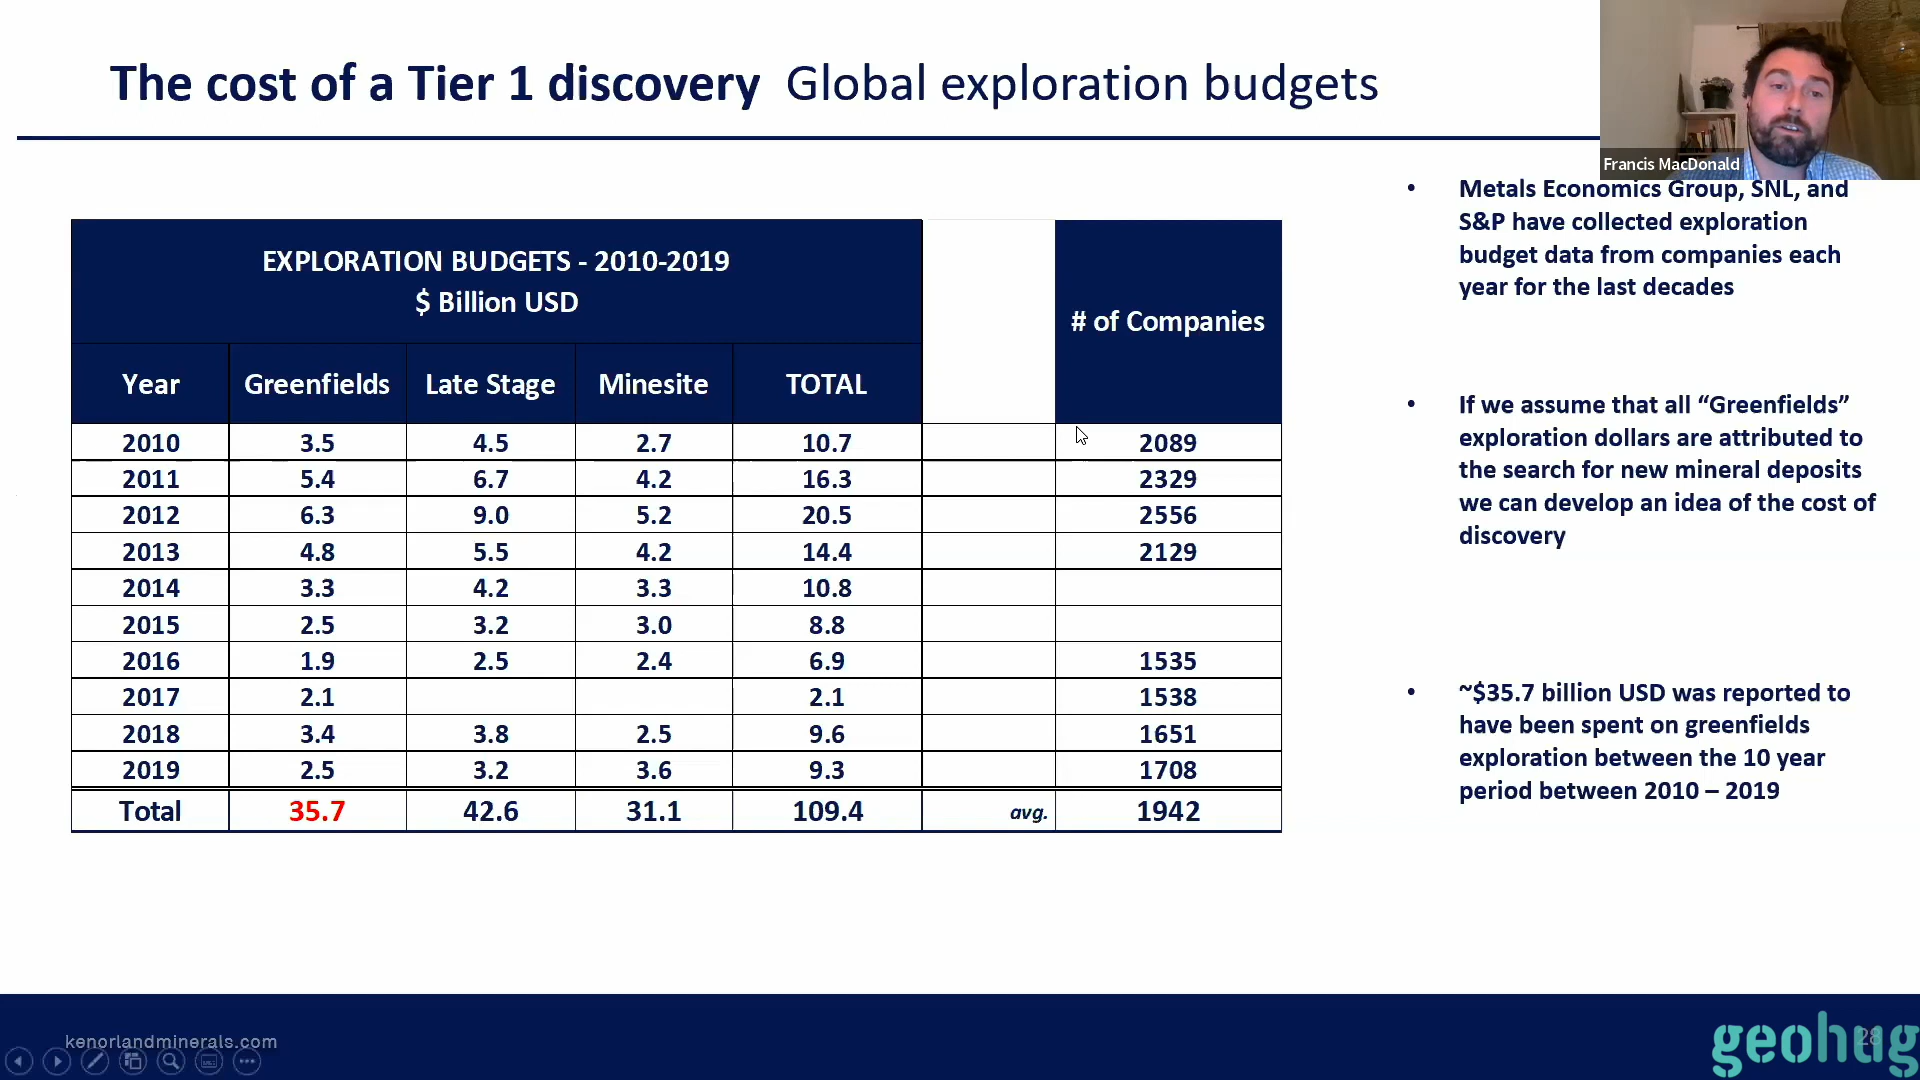 The cost of a Tier 1 discovery Global exploration budgets
Francis MacDonald
EXPLORATION BUDGETS - 2010-2019
$ Billion USD
# of Companies
Year Greenfields Late Stage Minesite TOTAL
2010 3.5 4.5 2.7 10.7 2089
2011 5.4 6.7 4.2 16.3 2329
2012 6.3 9.0 5.2 20.5 2556
2013 4.8 5.5 4.2 14.4 2129
2014 3.3 4.2 3.3 10.8
2015 2.5 3.2 3.0 8.8
2016 1.9 2.5 2.4 6.9 1535
2017 2.1 2.1 1538
2018 3.4 3.8 2.5 9.6 1651
2019 2.5 3.2 3.6 9.3 1708
Total 35.7 42.6 31.1 109.4 avg. 1942
• Metals Economics Group, SNL, and
S&P have collected exploration
budget data from companies each
year for the last decades
• If we assume that all “Greenfields”
exploration dollars are attributed to
the search for new mineral deposits
we can develop an idea of the cost of
discovery
• ~$35.7 billion USD was reported to
have been spent on greenfields
exploration between the 10 year
period between 2010 – 2019
kenorlandminerals.com
geohug
28